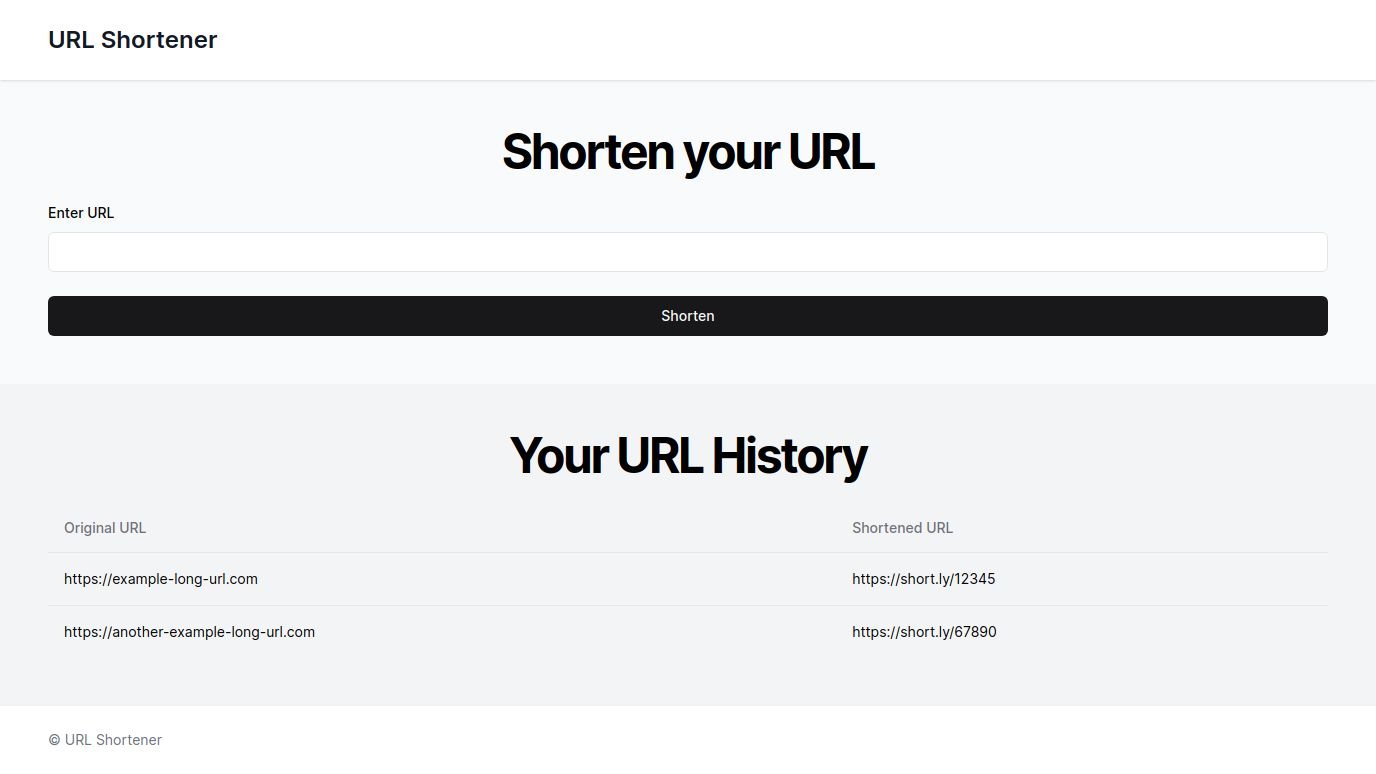 URL Shortener
Shorten your URL
Enter URL
Shorten
Your URL History
Original URL Shortened URL
https://example-long-url.com https://short.ly/12345
https://another-example-long-url.com https://short.ly/67890
© URL Shortener